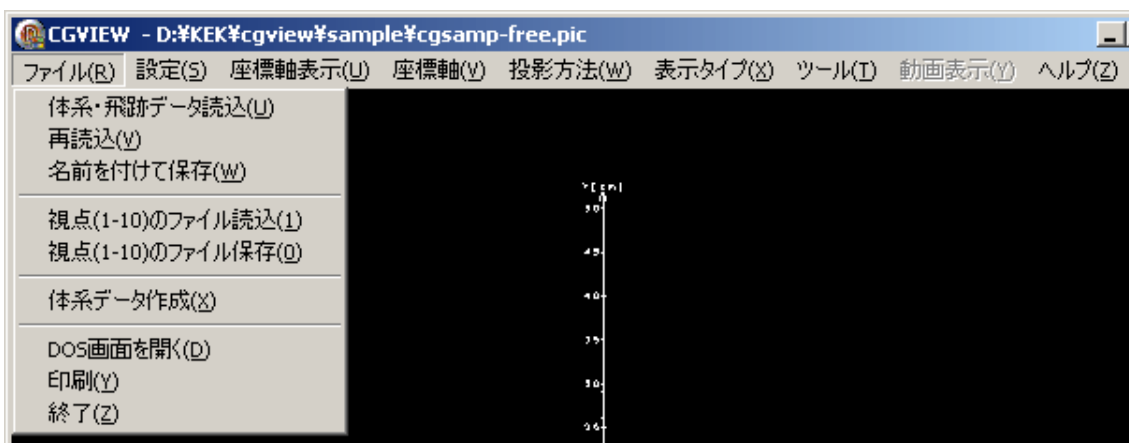 CGVIEW - D:¥KEK¥cgview¥sample¥cgsamp-free.pic
ファイル(R) 設定(S) 座標軸表示(U) 座標軸(V) 投影方法(W) 表示タイプ(X) ツール(T) 動画表示(Y) ヘルプ(Z)
体系・飛跡データ読込(U)
再読込(V)
名前を付けて保存(W)
視点(1-10)のファイル読込(1)
視点(1-10)のファイル保存(0)
体系データ作成(X)
DOS画面を開く(D)
印刷(Y)
終了(Z)
Y[cm]